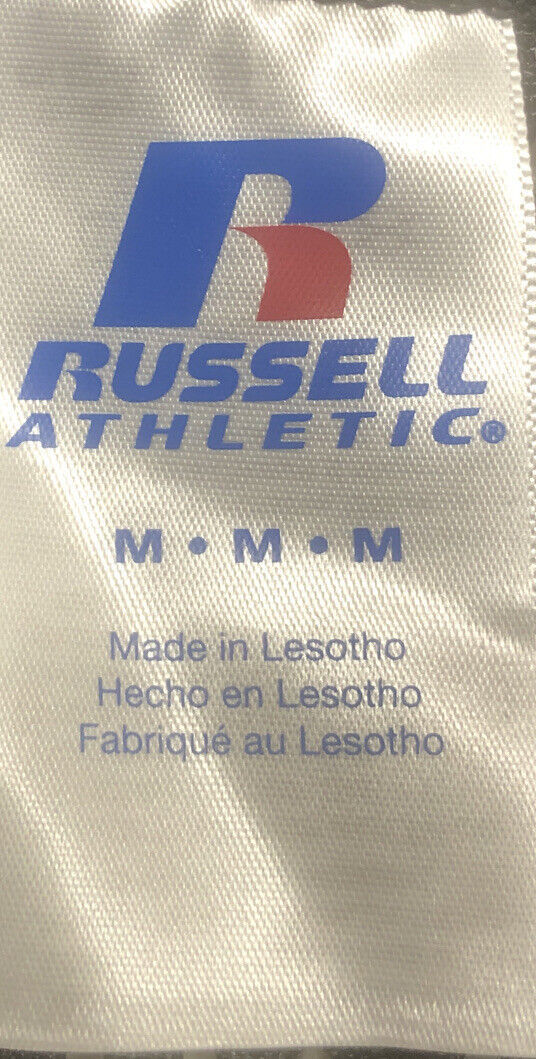 R
RUSSELL
ATHLETIC®
M • M • M
Made in Lesotho
Hecho en Lesotho
Fabriqué au Lesotho